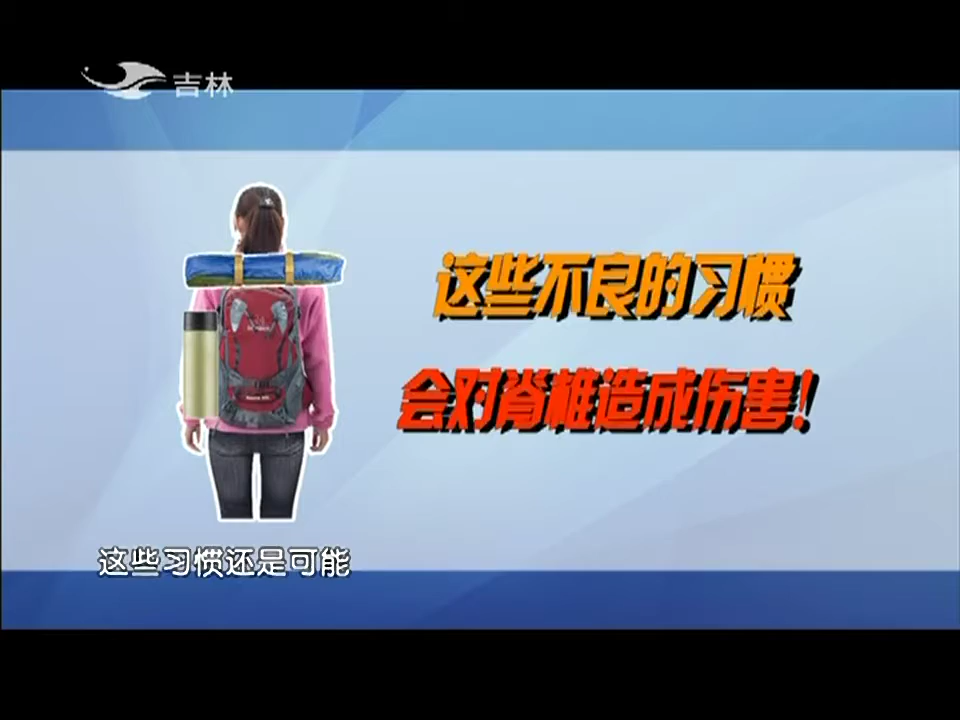 吉林
这些不良的习惯
会对脊椎造成伤害!
这些习惯还是可能